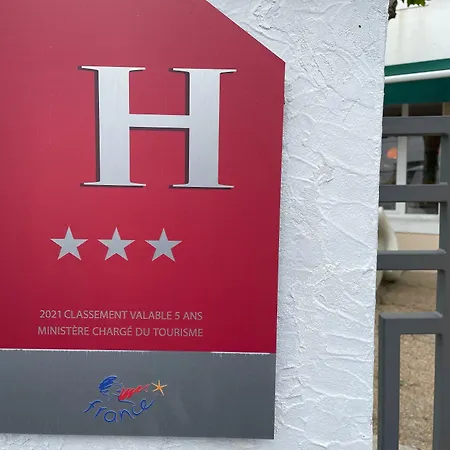 H
2021 CLASSEMENT VALABLE 5 ANS
MINISTÈRE CHARGÉ DU TOURISME
france